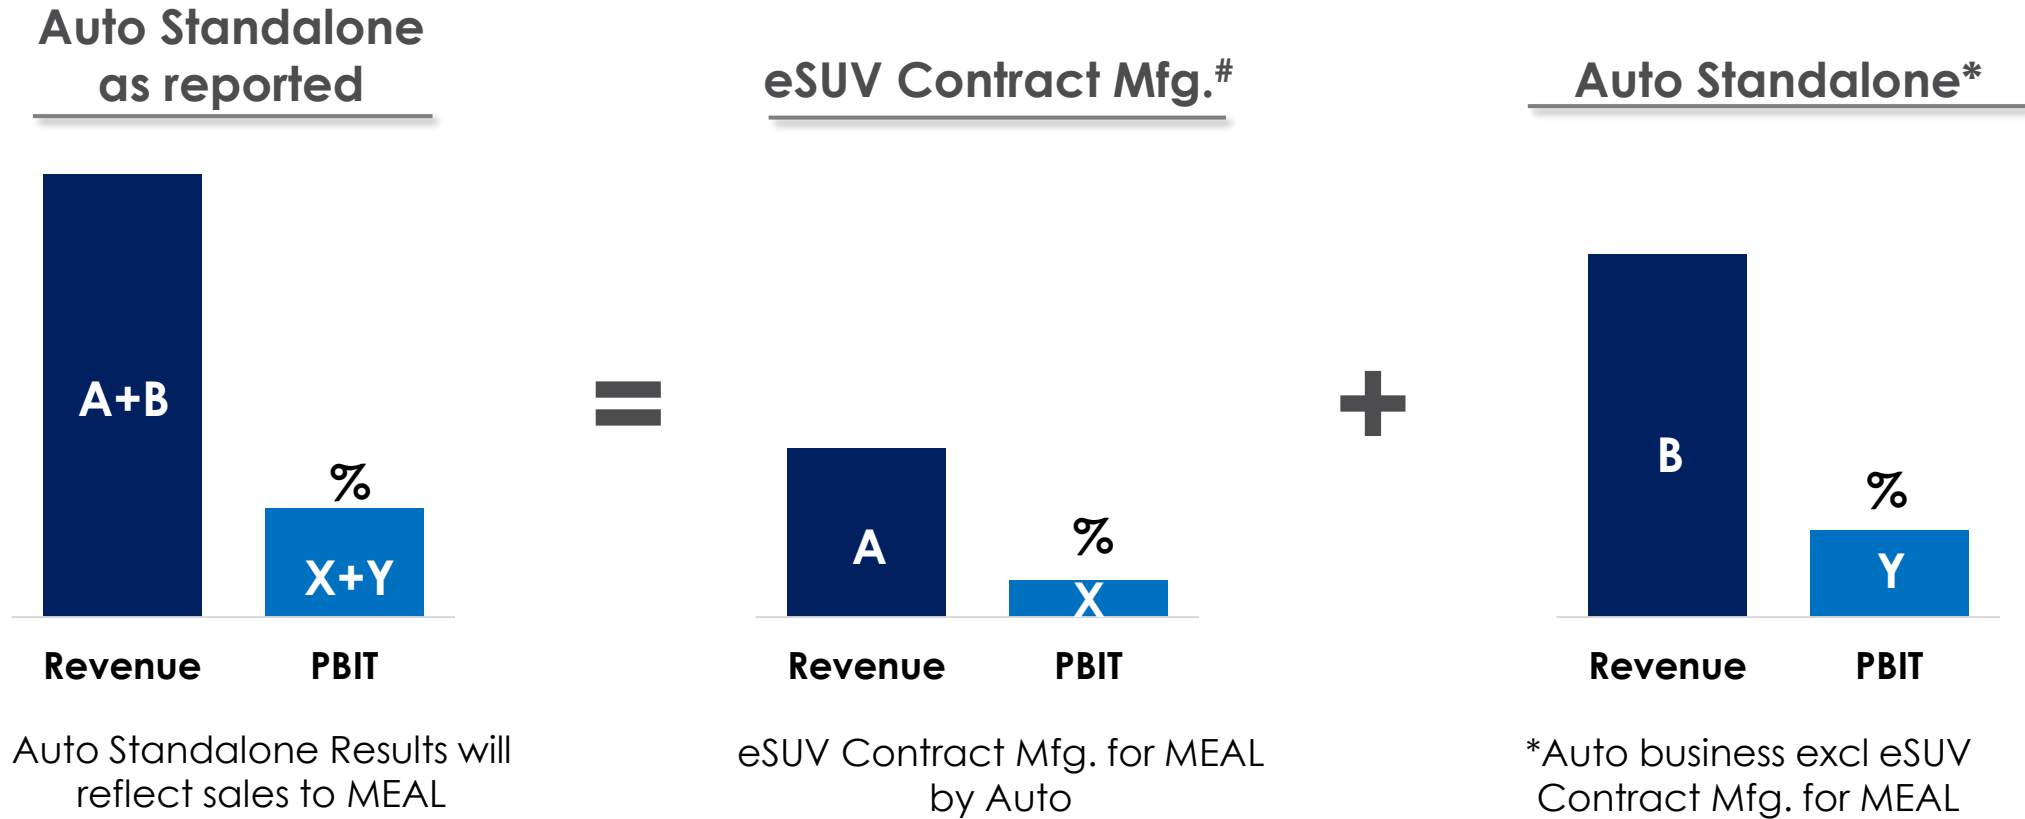 Auto Standalone
as reported
eSUV Contract Mfg.#
Auto Standalone*
A+B
%
X+Y
Revenue
PBIT
=
A
%
X
Revenue
PBIT
+
B
%
Y
Revenue
PBIT
Auto Standalone Results will
reflect sales to MEAL
eSUV Contract Mfg. for MEAL
by Auto
*Auto business excl eSUV
Contract Mfg. for MEAL